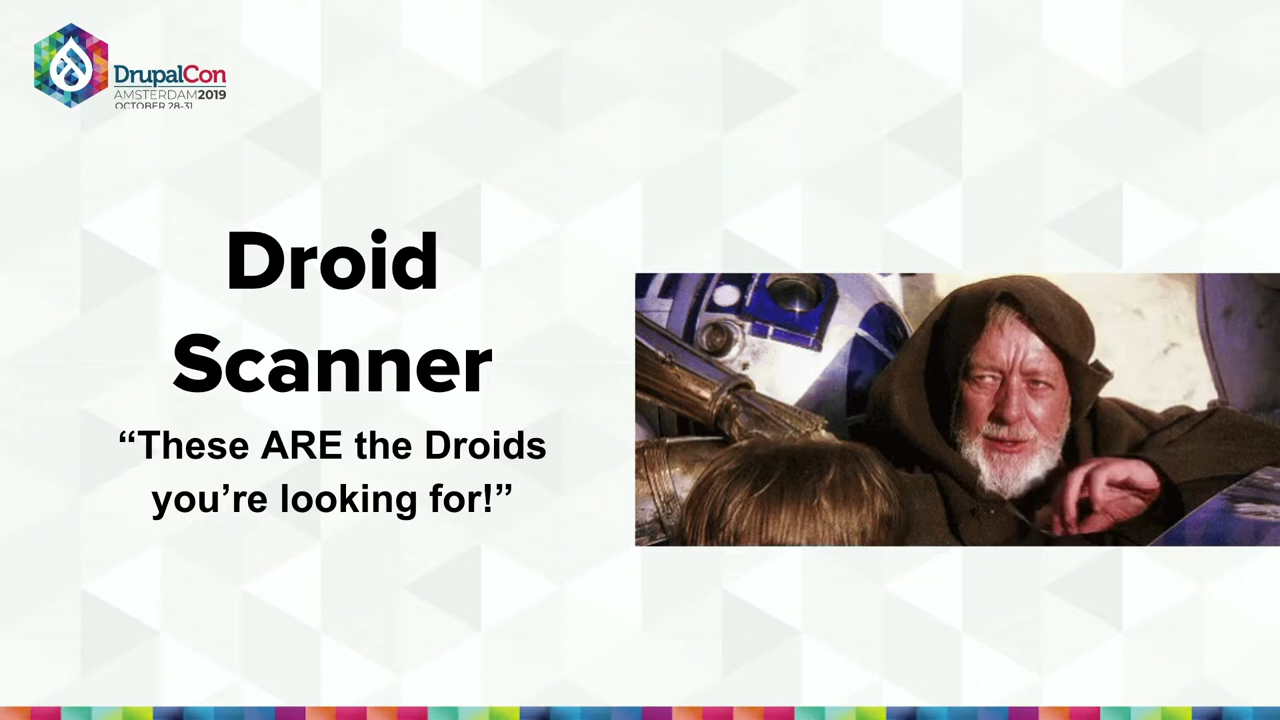 DrupalCon
AMSTERDAM2019
OCTOBER 28-31
Droid
Scanner
“These ARE the Droids
you’re looking for!”